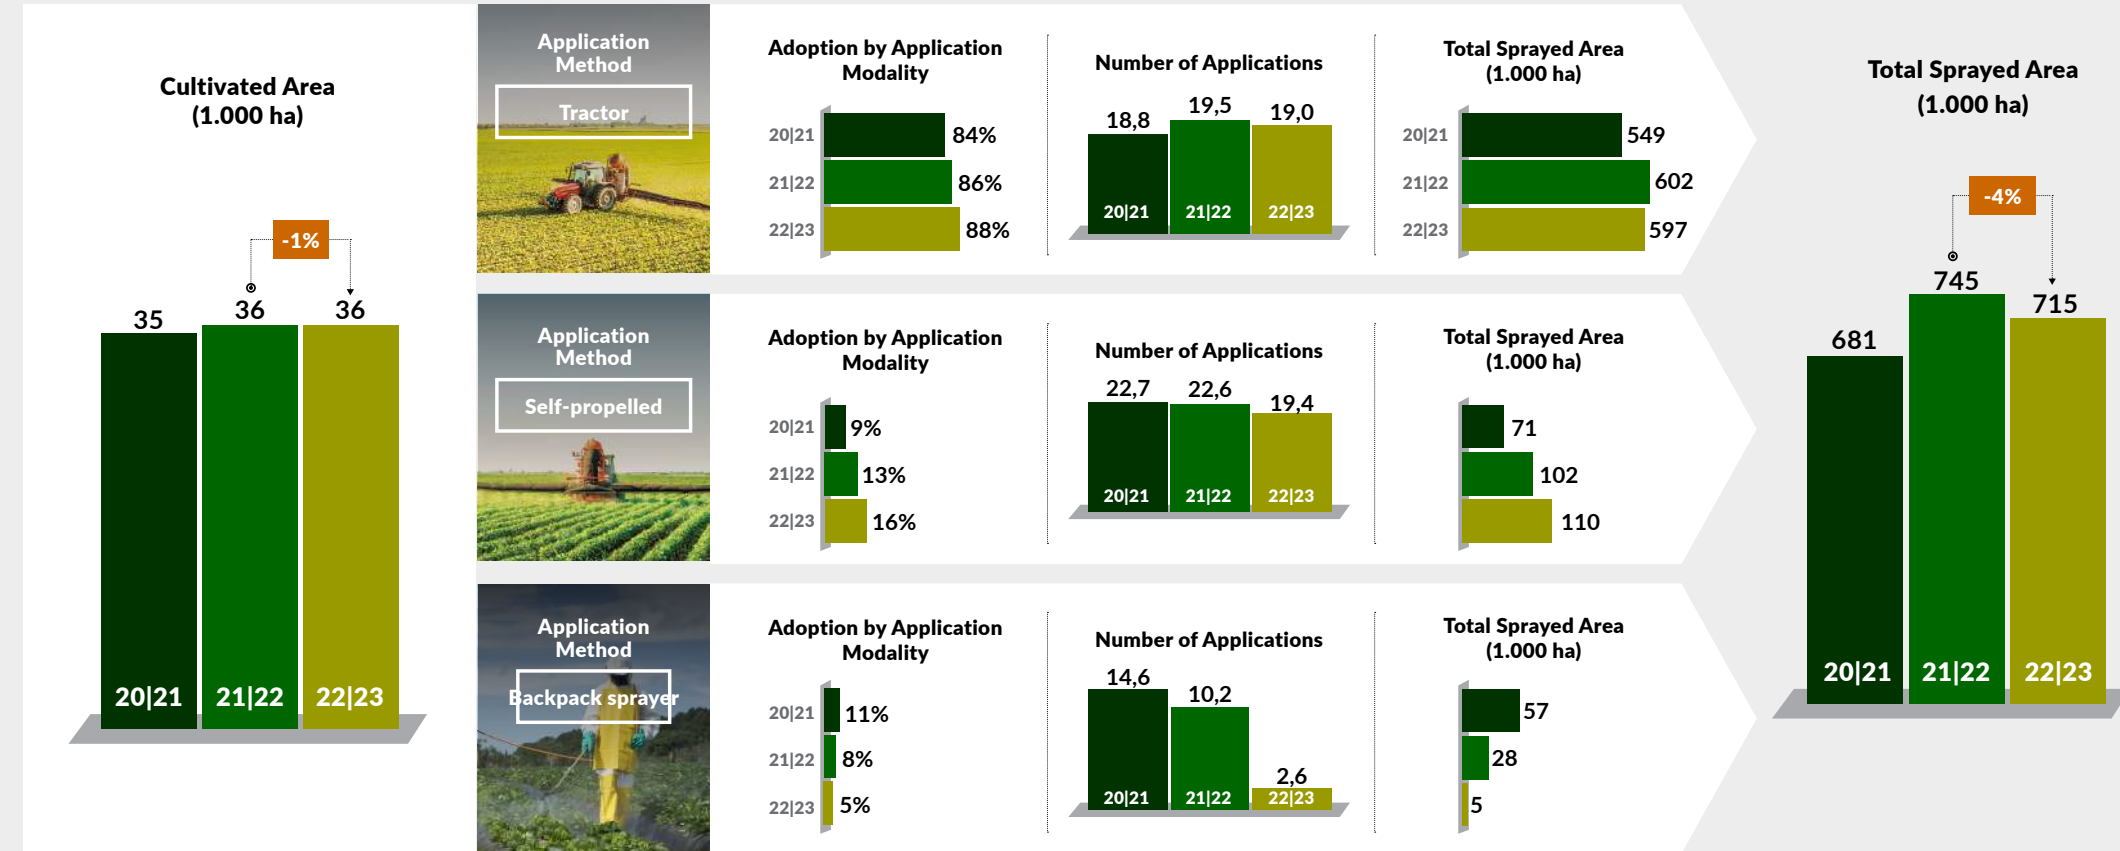 Cultivated Area
(1.000 ha)
-1%
35
36
36
20|21
21|22
22|23
Application
Method
Tractor
Adoption by Application
Modality
20|21
84%
21|22
86%
22|23
88%
Number of Applications
18,8
19,5
19,0
20|21
21|22
22|23
Total Sprayed Area
(1.000 ha)
20|21
549
21|22
602
22|23
597
Application
Method
Self-propelled
Adoption by Application
Modality
20|21
9%
21|22
13%
22|23
16%
Number of Applications
22,7
22,6
19,4
20|21
21|22
22|23
Total Sprayed Area
(1.000 ha)
71
102
110
Application
Method
Backpack sprayer
Adoption by Application
Modality
20|21
11%
21|22
8%
22|23
5%
Number of Applications
14,6
10,2
2,6
20|21
21|22
22|23
Total Sprayed Area
(1.000 ha)
57
28
5
Total Sprayed Area
(1.000 ha)
-4%
681
745
715
20|21
21|22
22|23